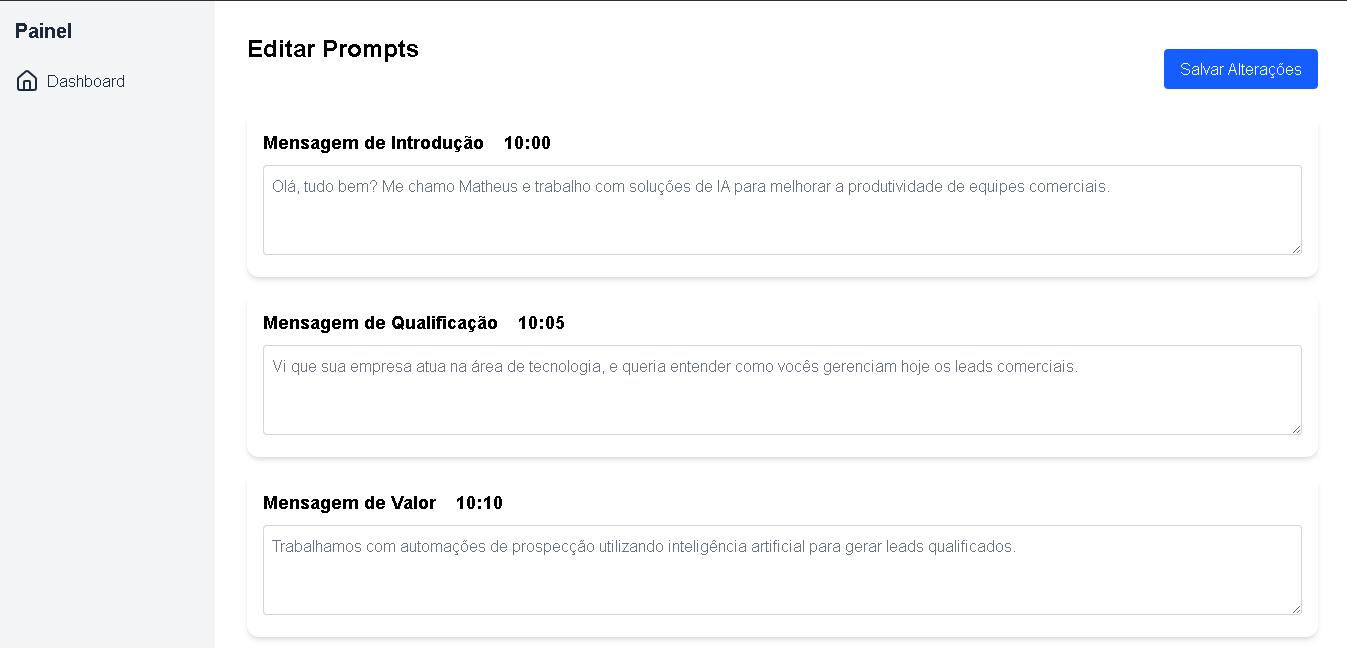 Painel
Dashboard
Editar Prompts
Salvar Alterações
Mensagem de Introdução 10:00
Olá, tudo bem? Me chamo Matheus e trabalho com soluções de IA para melhorar a produtividade de equipes comerciais.
Mensagem de Qualificação 10:05
Vi que sua empresa atua na área de tecnologia, e queria entender como vocês gerenciam hoje os leads comerciais.
Mensagem de Valor 10:10
Trabalhamos com automações de prospecção utilizando inteligência artificial para gerar leads qualificados.